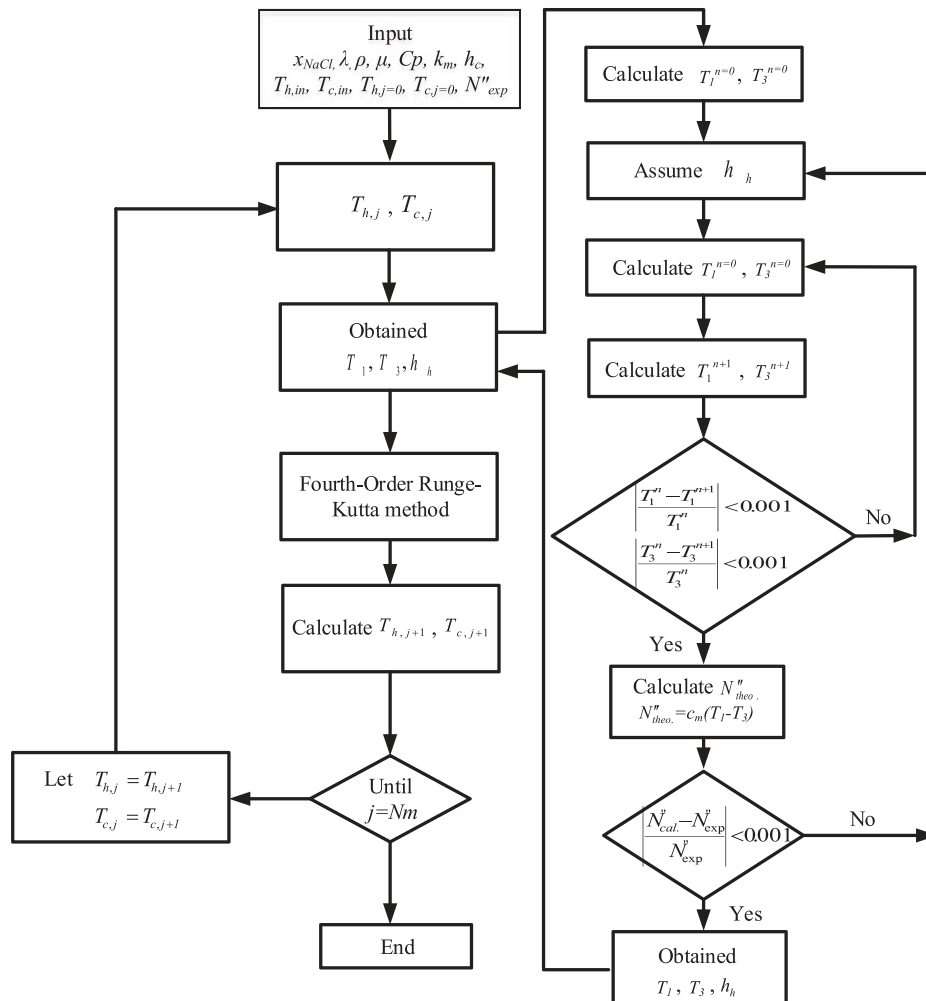 Input
x_NaCl, λ, ρ, μ, Cp, k_m, h_c,
T_h,in, T_c,in, T_h,j=0, T_c,j=0, N″_exp
T_h,j , T_c,j
Obtained
T_1, T_3, h_h
Fourth-Order Runge-
Kutta method
Calculate T_h,j+1 , T_c,j+1
Until
j=Nm
Let T_h,j = T_h,j+1
T_c,j = T_c,j+1
End
Calculate T_1^n=0, T_3^n=0
Assume h_h
Calculate T_1^n=0, T_3^n=0
Calculate T_1^n+1 , T_3^n+1
|(T_1^n − T_1^n+1)/T_1^n| <0.001
|(T_3^n − T_3^n+1)/T_3^n| <0.001
No
Yes
Calculate N″_theo.
N″_theo.=c_m(T_1-T_3)
|(N″_cal. − N″_exp)/N″_exp| <0.001
No
Yes
Obtained
T_1 , T_3 , h_h